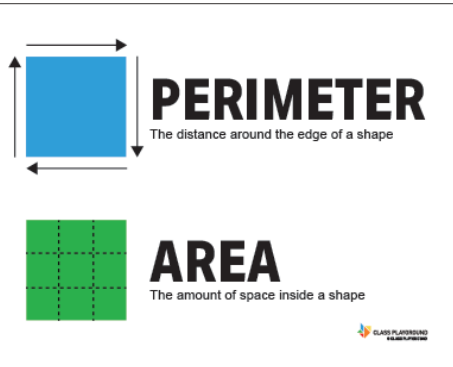 PERIMETER
The distance around the edge of a shape
AREA
The amount of space inside a shape
CLASS PLAYGROUND